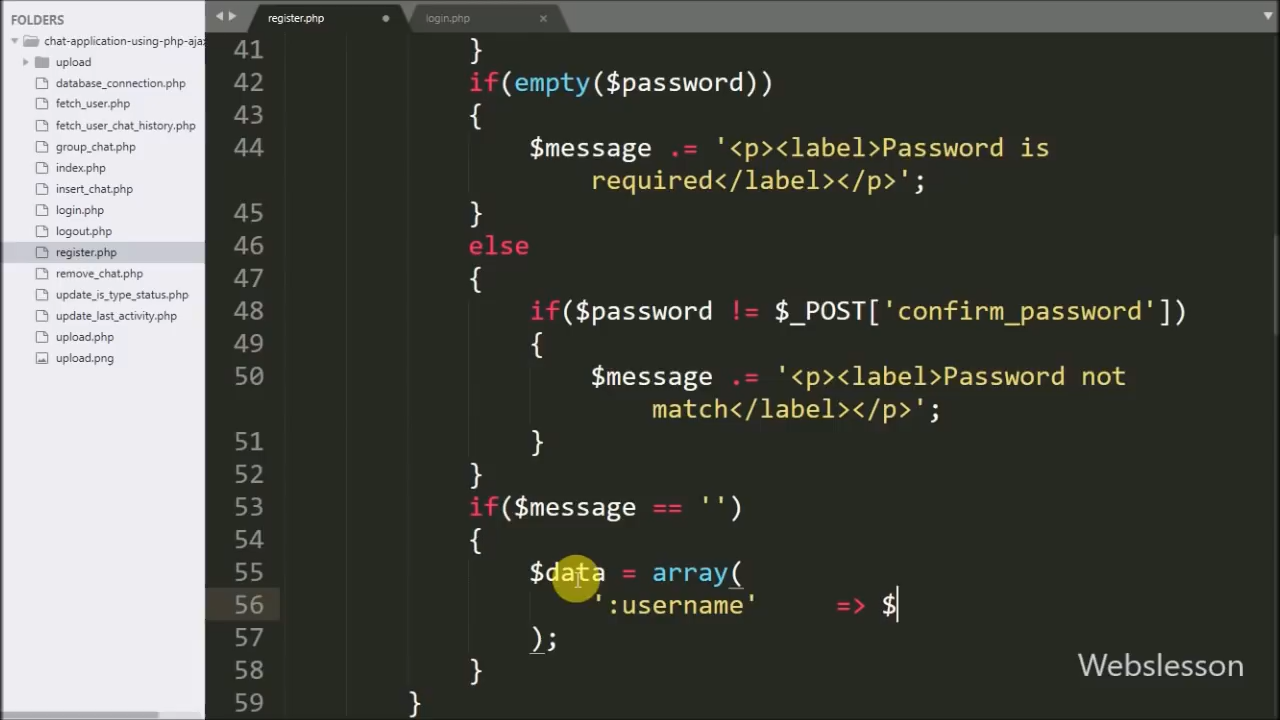 FOLDERS
chat-application-using-php-aja
upload
database_connection.php
fetch_user.php
fetch_user_chat_history.php
group_chat.php
index.php
insert_chat.php
login.php
logout.php
register.php
remove_chat.php
update_is_type_status.php
update_last_activity.php
upload.php
upload.png
register.php
login.php
41 }
42 if(empty($password))
43 {
44 $message .= '<p><label>Password is
required</label></p>';
45 }
46 else
47 {
48 if($password != $_POST['confirm_password'])
49 {
50 $message .= '<p><label>Password not
match</label></p>';
51 }
52 }
53 if($message == '')
54 {
55 $data = array(
56 ':username' => $
57 );
58 }
59 }
Webslesson